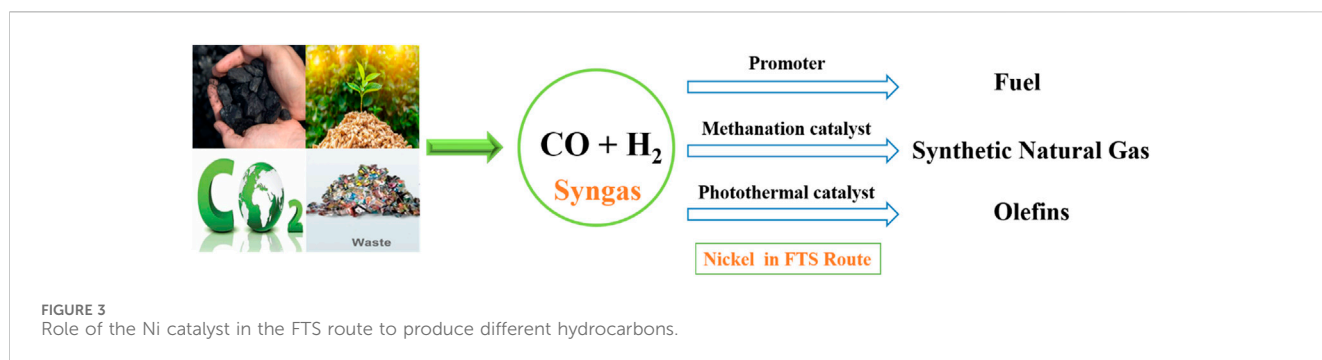 CO2
Waste
CO + H2
Syngas
Promoter
Fuel
Methanation catalyst
Synthetic Natural Gas
Photothermal catalyst
Olefins
Nickel in FTS Route
FIGURE 3
Role of the Ni catalyst in the FTS route to produce different hydrocarbons.